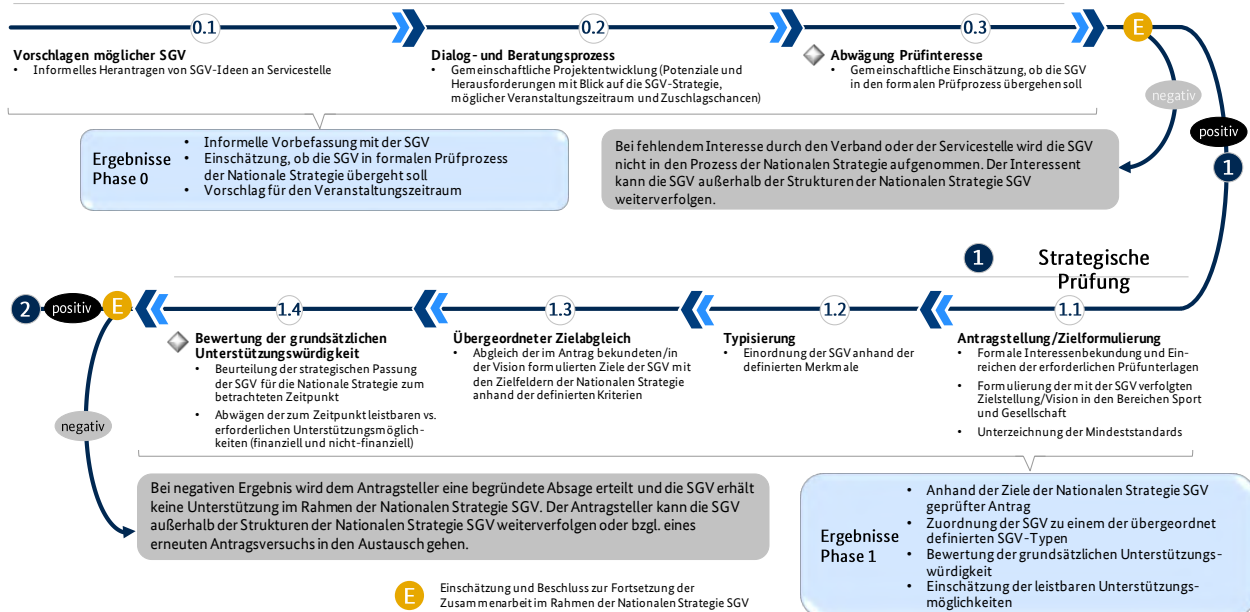 0.1
0.2
0.3
E
Vorschlagen möglicher SGV
• Informelles Herantragen von SGV-Ideen an Servicestelle
Dialog- und Beratungsprozess
• Gemeinschaftliche Projektentwicklung (Potenziale und
Herausforderungen mit Blick auf die SGV-Strategie,
möglicher Veranstaltungszeitraum und Zuschlagschancen)
Abwägung Prüfinteresse
• Gemeinschaftliche Einschätzung, ob die SGV
in den formalen Prüfprozess übergehen soll
negativ
positiv
1
Ergebnisse
Phase 0
• Informelle Vorbefassung mit der SGV
• Einschätzung, ob die SGV in formalen Prüfprozess
der Nationale Strategie übergeht soll
• Vorschlag für den Veranstaltungszeitraum
Bei fehlendem Interesse durch den Verband oder der Servicestelle wird die SGV
nicht in den Prozess der Nationalen Strategie aufgenommen. Der Interessent
kann die SGV außerhalb der Strukturen der Nationalen Strategie SGV
weiterverfolgen.
1
Strategische
Prüfung
2
positiv
E
1.4
1.3
1.2
1.1
Bewertung der grundsätzlichen
Unterstützungswürdigkeit
• Beurteilung der strategischen Passung
der SGV für die Nationale Strategie zum
betrachteten Zeitpunkt
• Abwägen der zum Zeitpunkt leistbaren vs.
erforderlichen Unterstützungsmöglich-
keiten (finanziell und nicht-finanziell)
Übergeordneter Zielabgleich
• Abgleich der im Antrag bekundeten/in
der Vision formulierten Ziele der SGV mit
den Zielfeldern der Nationalen Strategie
anhand der definierten Kriterien
Typisierung
• Einordnung der SGV anhand der
definierten Merkmale
Antragstellung/Zielformulierung
• Formale Interessenbekundung und Ein-
reichen der erforderlichen Prüfunterlagen
• Formulierung der mit der SGV verfolgten
Zielstellung/Vision in den Bereichen Sport
und Gesellschaft
• Unterzeichnung der Mindeststandards
negativ
Bei negativen Ergebnis wird dem Antragsteller eine begründete Absage erteilt und die SGV erhält
keine Unterstützung im Rahmen der Nationalen Strategie SGV. Der Antragsteller kann die SGV
außerhalb der Strukturen der Nationalen Strategie SGV weiterverfolgen oder bzgl. eines
erneuten Antragsversuchs in den Austausch gehen.
Ergebnisse
Phase 1
• Anhand der Ziele der Nationalen Strategie SGV
geprüfter Antrag
• Zuordnung der SGV zu einem der übergeordnet
definierten SGV-Typen
• Bewertung der grundsätzlichen Unterstützungs-
würdigkeit
• Einschätzung der leistbaren Unterstützungs-
möglichkeiten
E
Einschätzung und Beschluss zur Fortsetzung der
Zusammenarbeit im Rahmen der Nationalen Strategie SGV